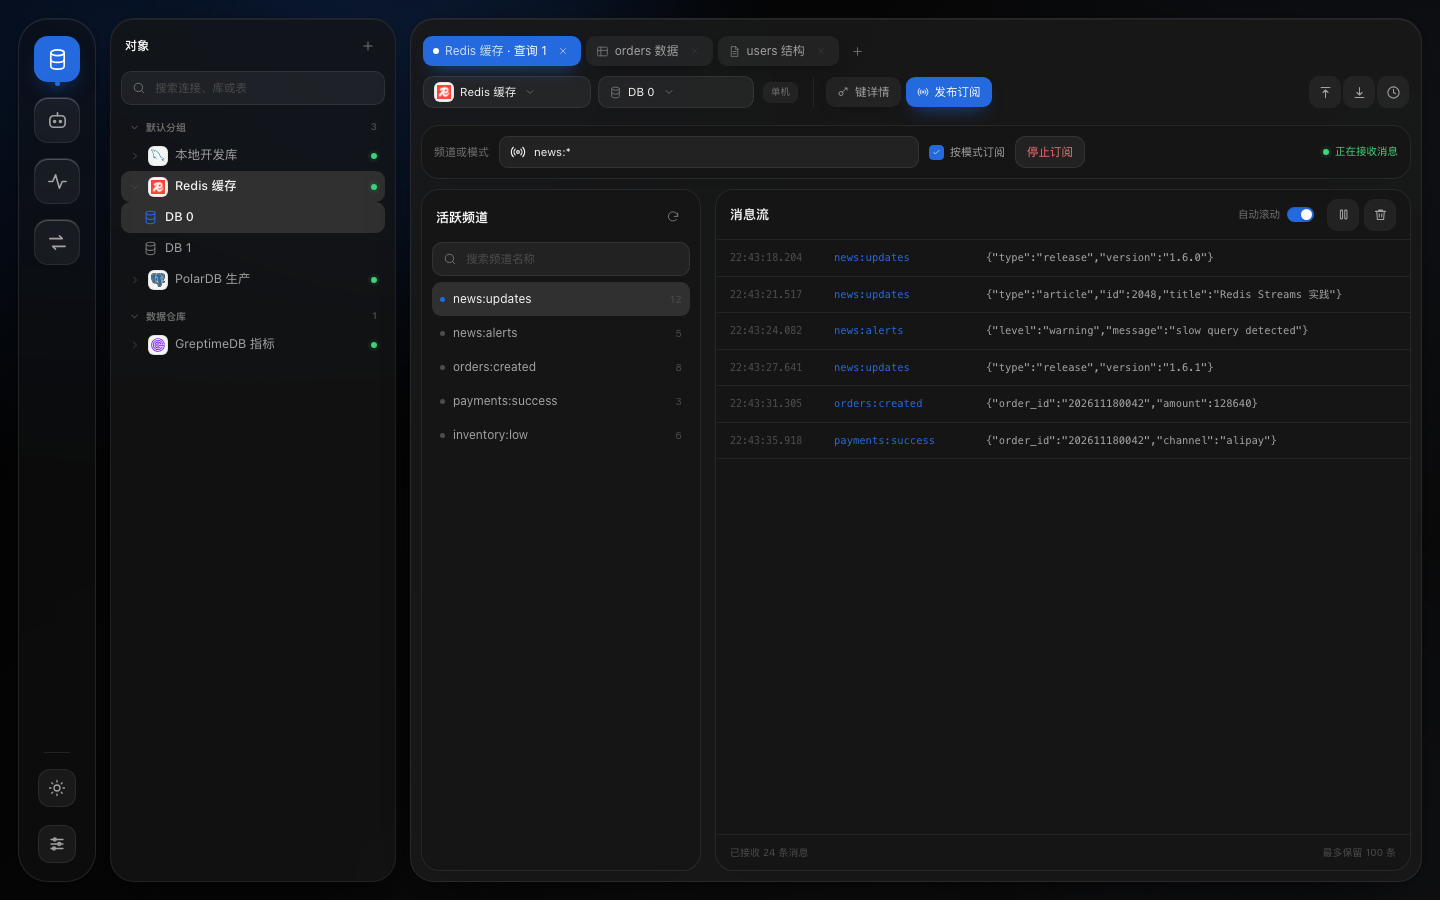 对象
搜索连接、库或表
默认分组 3
本地开发库
Redis 缓存
DB 0
DB 1
PolarDB 生产
数据仓库 1
GreptimeDB 指标
Redis 缓存 · 查询 1
orders 数据
users 结构
Redis 缓存
DB 0
单机
键详情
发布订阅
频道或模式
news:*
按模式订阅
停止订阅
正在接收消息
活跃频道
搜索频道名称
news:updates 12
news:alerts 5
orders:created 8
payments:success 3
inventory:low 6
消息流
自动滚动
22:43:18.204 news:updates {"type":"release","version":"1.6.0"}
22:43:21.517 news:updates {"type":"article","id":2048,"title":"Redis Streams 实践"}
22:43:24.082 news:alerts {"level":"warning","message":"slow query detected"}
22:43:27.641 news:updates {"type":"release","version":"1.6.1"}
22:43:31.305 orders:created {"order_id":"202611180042","amount":128640}
22:43:35.918 payments:success {"order_id":"202611180042","channel":"alipay"}
已接收 24 条消息
最多保留 100 条